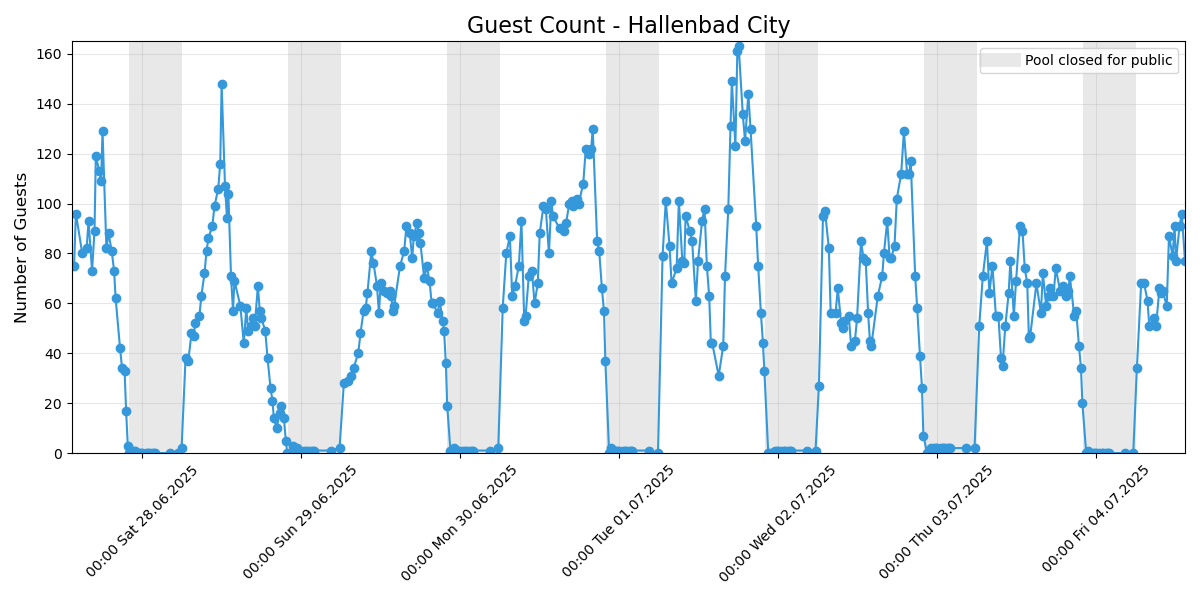 Guest Count - Hallenbad City
Pool closed for public
Number of Guests
160
140
120
100
80
60
40
20
0
00:00 Sat 28.06.2025
00:00 Sun 29.06.2025
00:00 Mon 30.06.2025
00:00 Tue 01.07.2025
00:00 Wed 02.07.2025
00:00 Thu 03.07.2025
00:00 Fri 04.07.2025